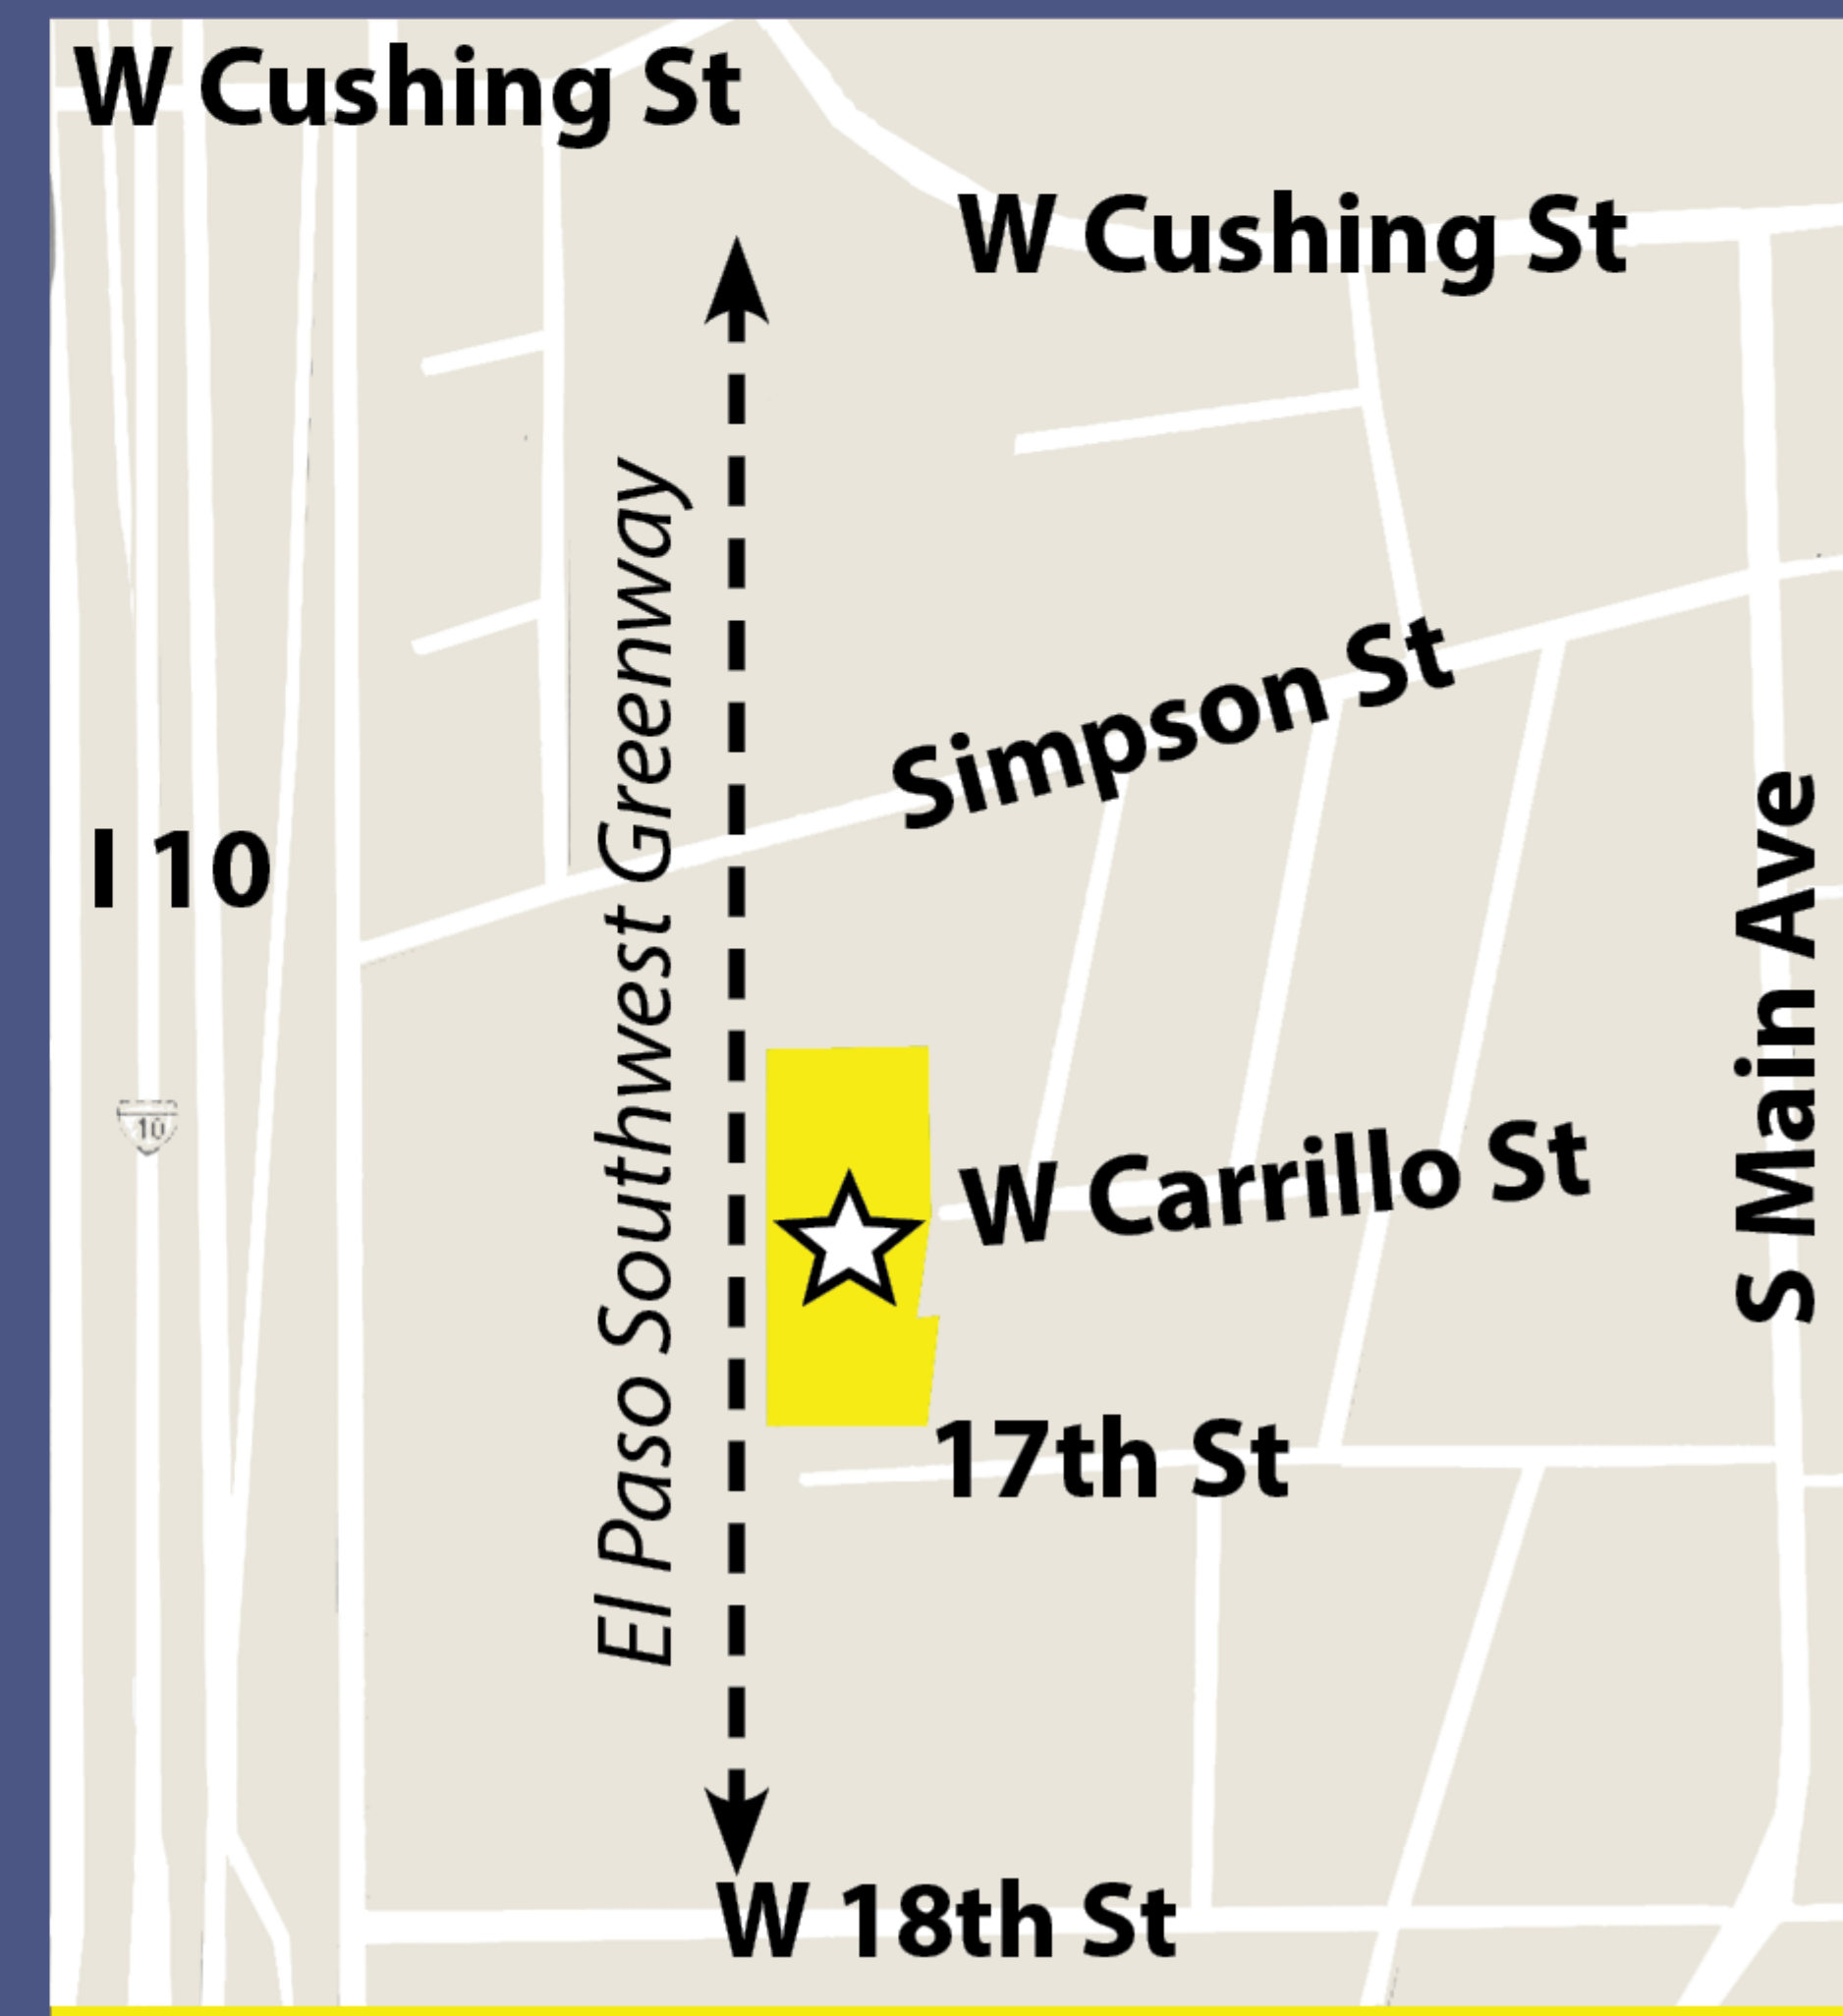 W Cushing St
W Cushing St
Simpson St
El Paso Southwest Greenway
I 10
S Main Ave
10
W Carrillo St
17th St
W 18th St